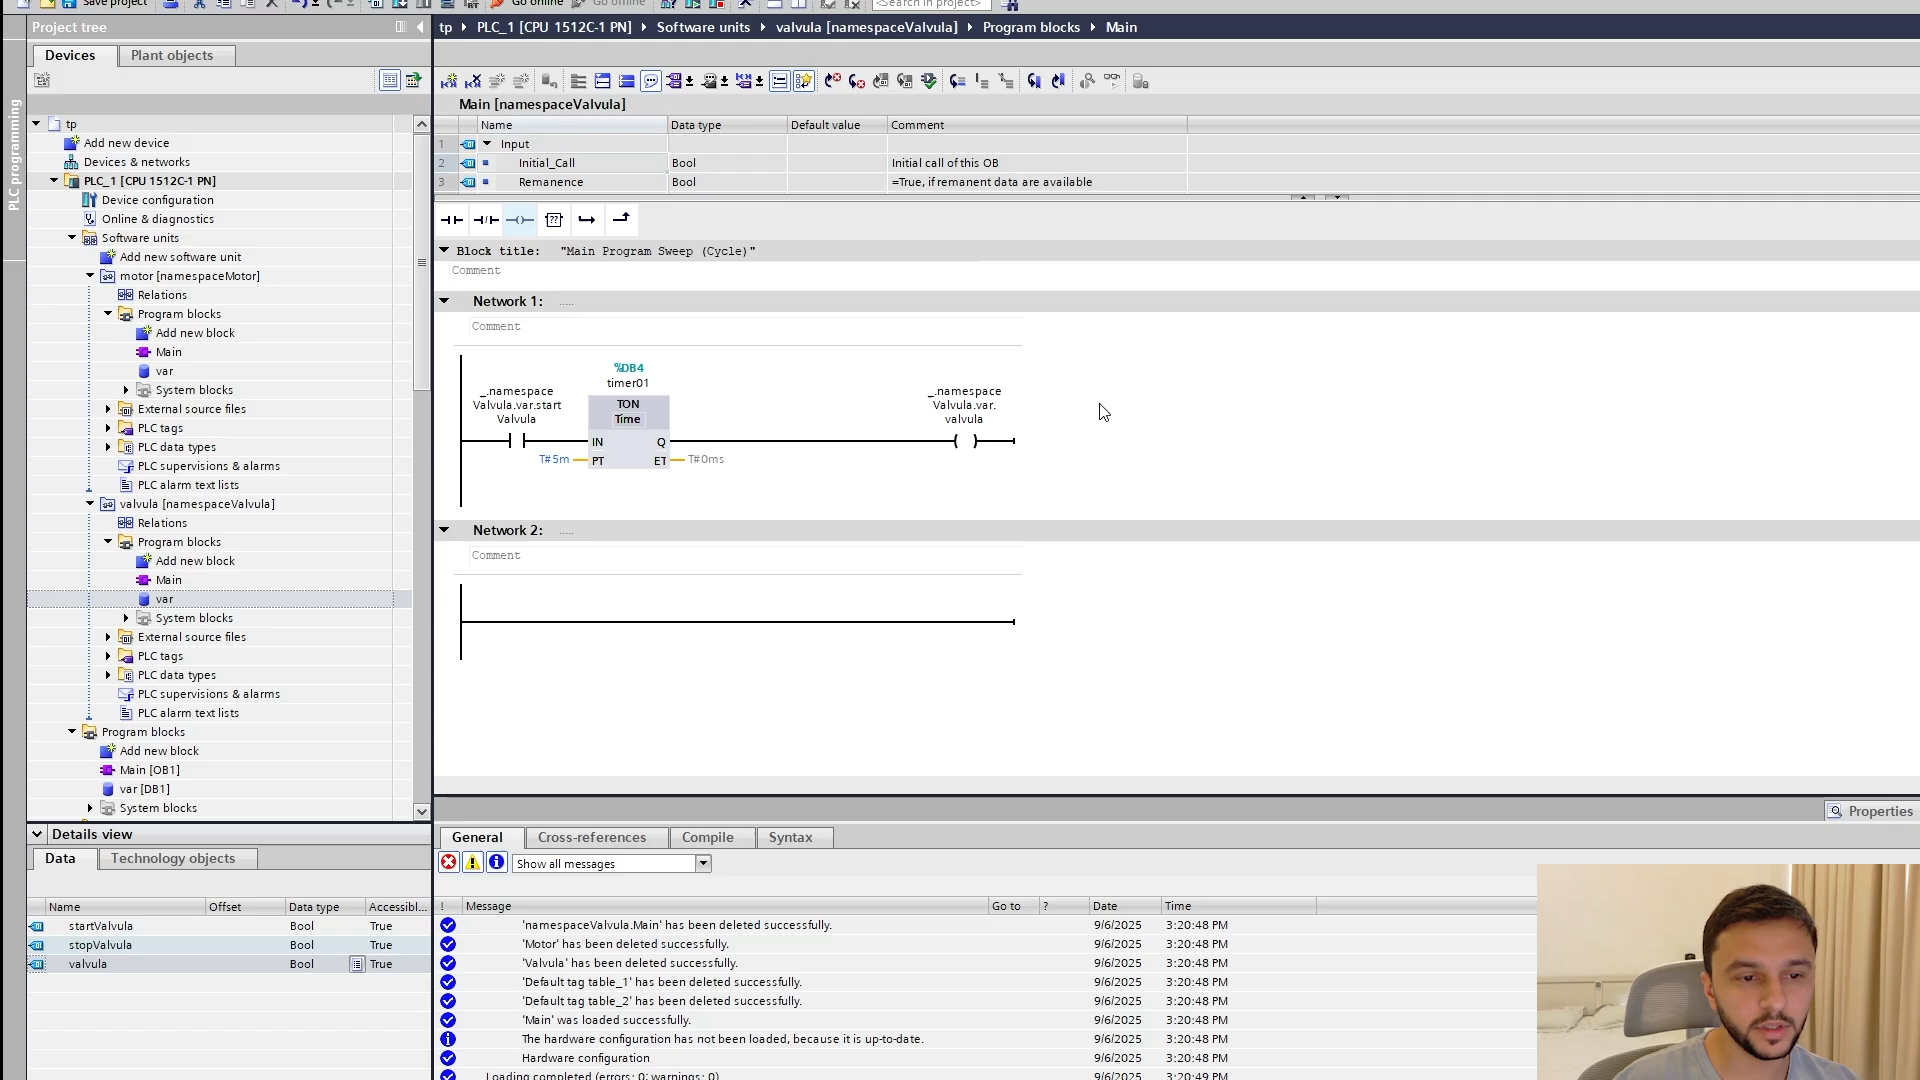 Save project
Go online
Go offline
<Search in project>
Project tree
tp
PLC_1 [CPU 1512C-1 PN]
Software units
valvula [namespaceValvula]
Program blocks
Main
Devices
Plant objects
PLC programming
tp
Add new device
Devices & networks
PLC_1 [CPU 1512C-1 PN]
Device configuration
Online & diagnostics
Software units
Add new software unit
motor [namespaceMotor]
Relations
Program blocks
Add new block
Main
var
System blocks
External source files
PLC tags
PLC data types
PLC supervisions & alarms
PLC alarm text lists
valvula [namespaceValvula]
Relations
Program blocks
Add new block
Main
var
System blocks
External source files
PLC tags
PLC data types
PLC supervisions & alarms
PLC alarm text lists
Program blocks
Add new block
Main [OB1]
var [DB1]
System blocks
Main [namespaceValvula]
Name Data type Default value Comment
1 Input
2 Initial_Call Bool Initial call of this OB
3 Remanence Bool =True, if remanent data are available
??
Block title: "Main Program Sweep (Cycle)"
Comment
Network 1: .....
Comment
%DB4
timer01
_.namespace
Valvula.var.start
Valvula
TON
Time
IN Q
T#5m PT ET T#0ms
_.namespace
Valvula.var.
valvula
Network 2: .....
Comment
Properties
Details view
Data
Technology objects
Name Offset Data type Accessibl...
startValvula Bool True
stopValvula Bool True
valvula Bool True
General
Cross-references
Compile
Syntax
Show all messages
! Message Go to ? Date Time
'namespaceValvula.Main' has been deleted successfully. 9/6/2025 3:20:48 PM
'Motor' has been deleted successfully. 9/6/2025 3:20:48 PM
'Valvula' has been deleted successfully. 9/6/2025 3:20:48 PM
'Default tag table_1' has been deleted successfully. 9/6/2025 3:20:48 PM
'Default tag table_2' has been deleted successfully. 9/6/2025 3:20:48 PM
'Main' was loaded successfully. 9/6/2025 3:20:48 PM
The hardware configuration has not been loaded, because it is up-to-date. 9/6/2025 3:20:48 PM
Hardware configuration 9/6/2025 3:20:48 PM
Loading completed (errors: 0; warnings: 0) 9/6/2025 3:20:49 PM